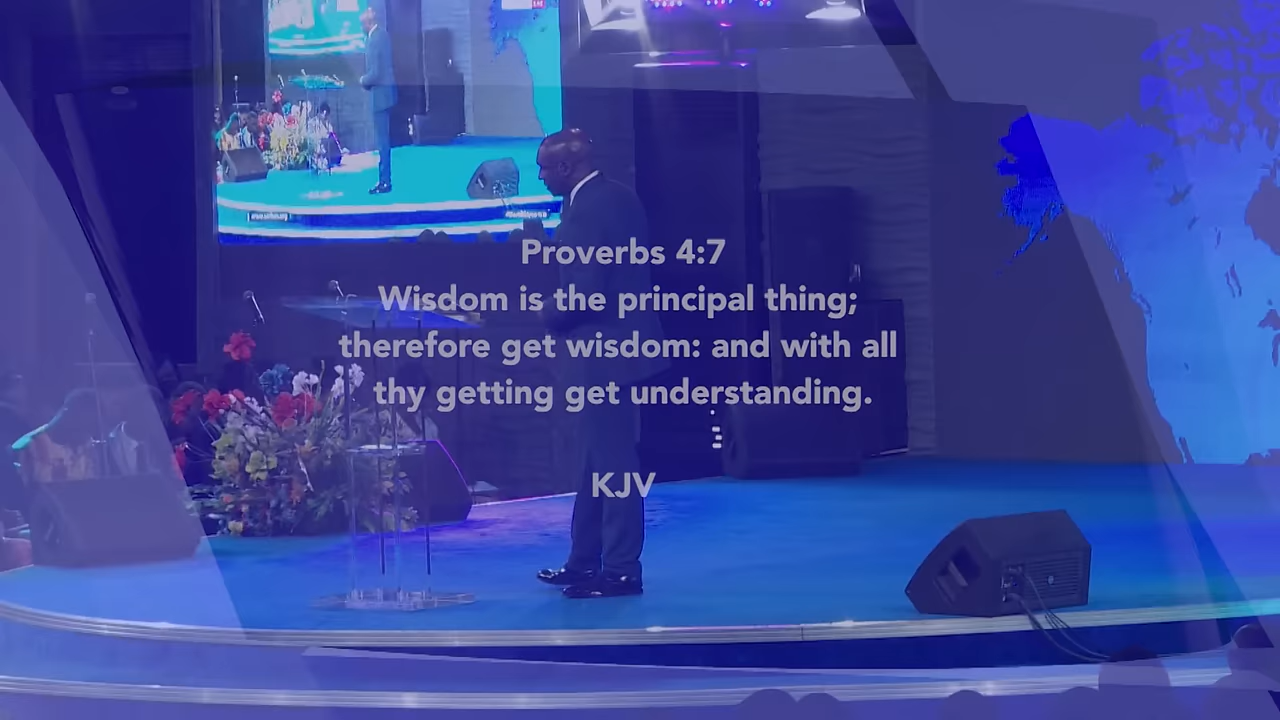 Proverbs 4:7
Wisdom is the principal thing;
therefore get wisdom: and with all
thy getting get understanding.
KJV